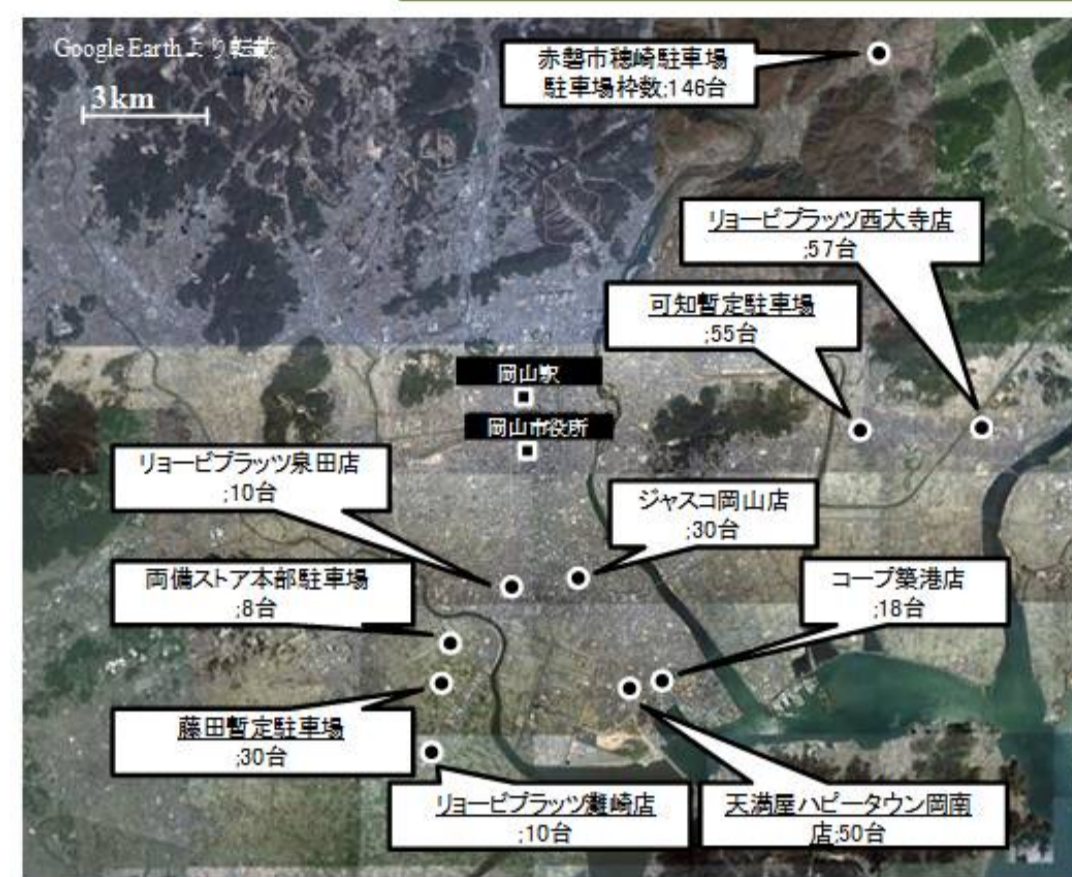 Google Earthより転載
3km
赤磐市穂崎駐車場
駐車場枠数;146台
リョービプラッツ西大寺店
;57台
可知暫定駐車場
;55台
岡山駅
岡山市役所
リョービプラッツ泉田店
;10台
ジャスコ岡山店
;30台
両備ストア本部駐車場
;8台
コープ築港店
;18台
藤田暫定駐車場
;30台
リョービプラッツ灘崎店
;10台
天満屋ハピータウン岡南
店;50台